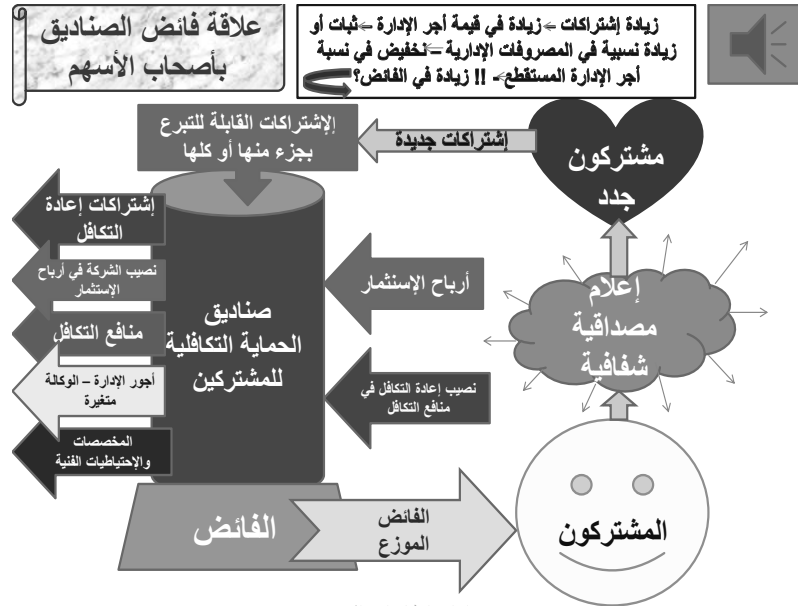 علاقة فائض الصناديق
بأصحاب الأسهم
زيادة إشتراكات ← زيادة في قيمة أجر الإدارة ← ثبات أو
زيادة نسبية في المصروفات الإدارية ← تخفيض في نسبة
أجر الإدارة المستقطع ← !! زيادة في الفائض؟
الإشتراكات القابلة للتبرع
بجزء منها أو كلها
إشتراكات جديدة
مشتركون
جدد
إشتراكات إعادة
التكافل
نصيب الشركة في أرباح
الإستثمار
منافع التكافل
أجور الإدارة – الوكالة
متغيرة
المخصصات
والإحتياطيات الفنية
صناديق
الحماية التكافلية
للمشتركين
أرباح الإستثمار
نصيب إعادة التكافل في
منافع التكافل
إعلام
مصداقية
شفافية
الفائض
الفائض
الموزع
المشتركون